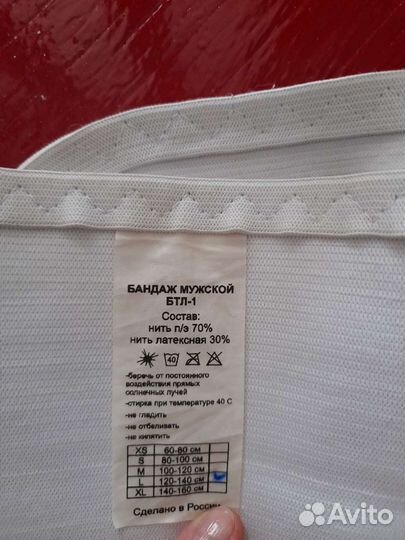 БАНДАЖ МУЖСКОЙ
БТЛ-1
Состав:
нить п/э 70%
нить латексная 30%
40
-беречь от постоянного
воздействия прямых
солнечных лучей
-стирка при температуре 40 С
-не гладить
-не отбеливать
-не кипятить
XS 60-80 см
S 80-100 см
M 100-120 см
L 120-140 см
XL 140-160 см
Сделано в России
Avito